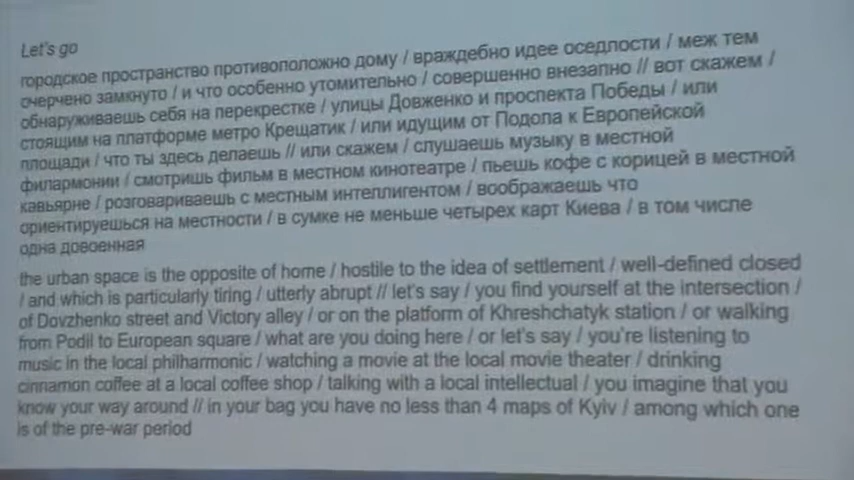 Let's go
городское пространство противоположно дому / враждебно идее оседлости / меж тем
очерчено замкнуто / и что особенно утомительно / совершенно внезапно // вот скажем /
обнаруживаешь себя на перекрестке / улицы Довженко и проспекта Победы / или
стоящим на платформе метро Крещатик / или идущим от Подола к Европейской
площади / что ты здесь делаешь // или скажем / слушаешь музыку в местной
филармонии / смотришь фильм в местном кинотеатре / пьешь кофе с корицей в местной
кавьярне / розговариваешь с местным интеллигентом / воображаешь что
ориентируешься на местности / в сумке не меньше четырех карт Киева / в том числе
одна довоенная
the urban space is the opposite of home / hostile to the idea of settlement / well-defined closed
/ and which is particularly tiring / utterly abrupt // let's say / you find yourself at the intersection /
of Dovzhenko street and Victory alley / or on the platform of Khreshchatyk station / or walking
from Podil to European square / what are you doing here / or let's say / you're listening to
music in the local philharmonic / watching a movie at the local movie theater / drinking
cinnamon coffee at a local coffee shop / talking with a local intellectual / you imagine that you
know your way around // in your bag you have no less than 4 maps of Kyiv / among which one
is of the pre-war period